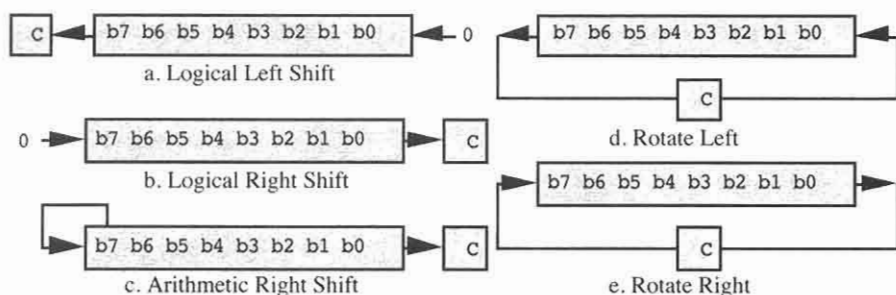 C b7 b6 b5 b4 b3 b2 b1 b0 0
a. Logical Left Shift
0 b7 b6 b5 b4 b3 b2 b1 b0 C
b. Logical Right Shift
b7 b6 b5 b4 b3 b2 b1 b0 C
c. Arithmetic Right Shift
b7 b6 b5 b4 b3 b2 b1 b0
C
d. Rotate Left
b7 b6 b5 b4 b3 b2 b1 b0
C
e. Rotate Right